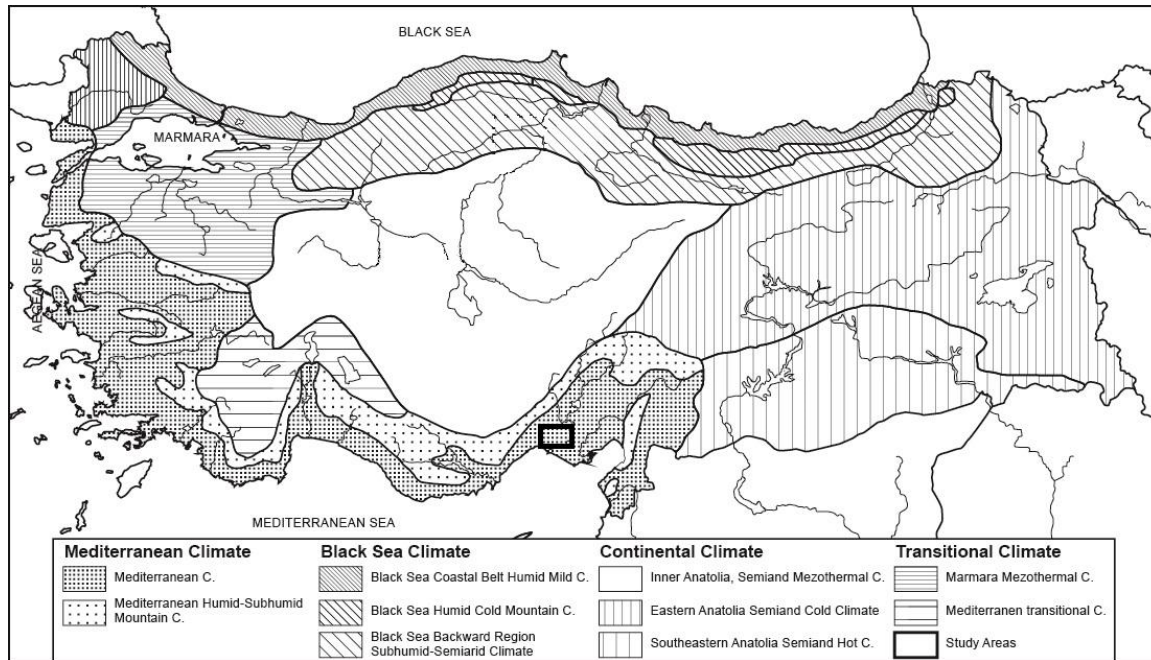 BLACK SEA
MARMARA
AEGEAN SEA
MEDITERRANEAN SEA
Mediterranean Climate
Mediterranean C.
Mediterranean Humid-Subhumid
Mountain C.
Black Sea Climate
Black Sea Coastal Belt Humid Mild C.
Black Sea Humid Cold Mountain C.
Black Sea Backward Region
Subhumid-Semiarid Climate
Continental Climate
Inner Anatolia, Semiand Mezothermal C.
Eastern Anatolia Semiand Cold Climate
Southeastern Anatolia Semiand Hot C.
Transitional Climate
Marmara Mezothermal C.
Mediterranen transitional C.
Study Areas